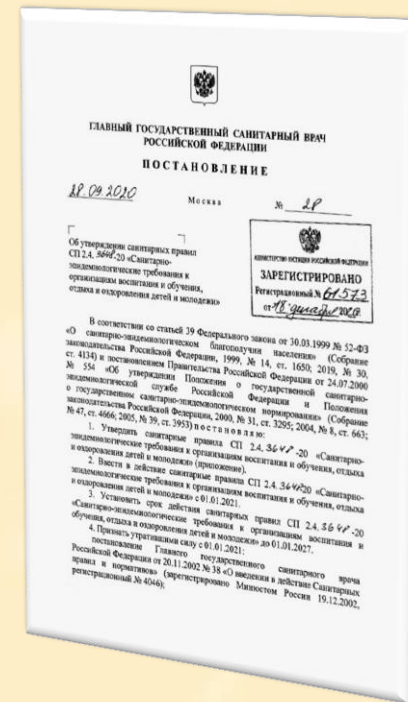 ГЛАВНЫЙ ГОСУДАРСТВЕННЫЙ САНИТАРНЫЙ ВРАЧ
РОССИЙСКОЙ ФЕДЕРАЦИИ
ПОСТАНОВЛЕНИЕ
28.09.2020
Москва
№ 28
МИНИСТЕРСТВО ЮСТИЦИИ РОССИЙСКОЙ ФЕДЕРАЦИИ
ЗАРЕГИСТРИРОВАНО
Регистрационный № 61573
от "18" декабря 2020
Об утверждении санитарных правил
СП 2.4. 3648-20 «Санитарно-
эпидемиологические требования к
организациям воспитания и обучения,
отдыха и оздоровления детей и молодежи»
В соответствии со статьей 39 Федерального закона от 30.03.1999 № 52-ФЗ
«О санитарно-эпидемиологическом благополучии населения» (Собрание
законодательства Российской Федерации, 1999, № 14, ст. 1650; 2019, № 30,
ст. 4134) и постановлением Правительства Российской Федерации от 24.07.2000
№ 554 «Об утверждении Положения о государственной санитарно-
эпидемиологической службе Российской Федерации и Положения
о государственном санитарно-эпидемиологическом нормировании» (Собрание
законодательства Российской Федерации, 2000, № 31, ст. 3295; 2004, № 8, ст. 663;
№ 47, ст. 4666; 2005, № 39, ст. 3953) постановляю:
1. Утвердить санитарные правила СП 2.4. 3648 -20 «Санитарно-
эпидемиологические требования к организациям воспитания и обучения, отдыха
и оздоровления детей и молодежи» (приложение).
2. Ввести в действие санитарные правила СП 2.4. 3648-20 «Санитарно-
эпидемиологические требования к организациям воспитания и обучения, отдыха
и оздоровления детей и молодежи» с 01.01.2021.
3. Установить срок действия санитарных правил СП 2.4. 3648 -20
«Санитарно-эпидемиологические требования к организациям воспитания и
обучения, отдыха и оздоровления детей и молодежи» до 01.01.2027.
4. Признать утратившими силу с 01.01.2021:
постановление Главного государственного санитарного врача
Российской Федерации от 20.11.2002 № 38 «О введении в действие Санитарных
правил и нормативов» (зарегистрировано Минюстом России 19.12.2002,
регистрационный № 4046);